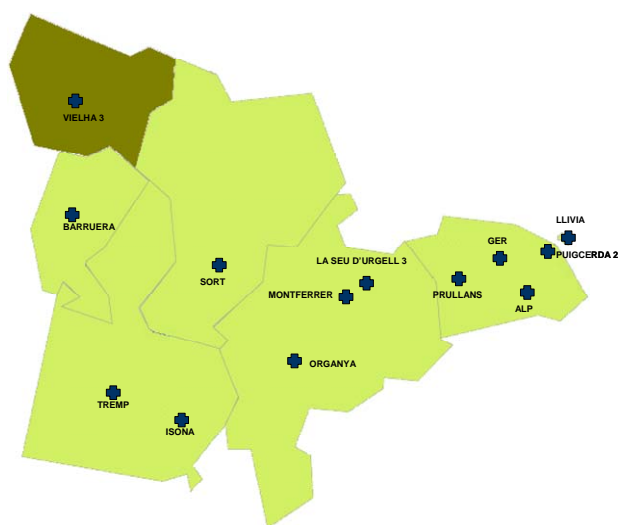 VIELHA 3
BARRUERA
LLIVIA
GER
PUIGCERDA 2
LA SEU D'URGELL 3
SORT
PRULLANS
MONTFERRER
ALP
ORGANYA
TREMP
ISONA